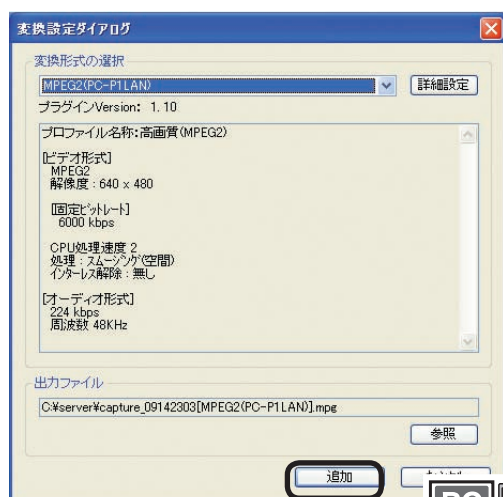 変換設定ダイアログ
変換形式の選択
MPEG2(PC-P1LAN)
詳細設定
プラグインVersion: 1.10
プロファイル名称:高画質(MPEG2)
[ビデオ形式]
MPEG2
解像度:640 x 480
[固定ビットレート]
6000 kbps
CPU処理速度 2
処理:スムージング(空間)
インターレス解除:無し
[オーディオ形式]
224 kbps
周波数 48KHz
出力ファイル
C:¥server¥capture_09142303[MPEG2(PC-P1LAN)].mpg
参照
追加